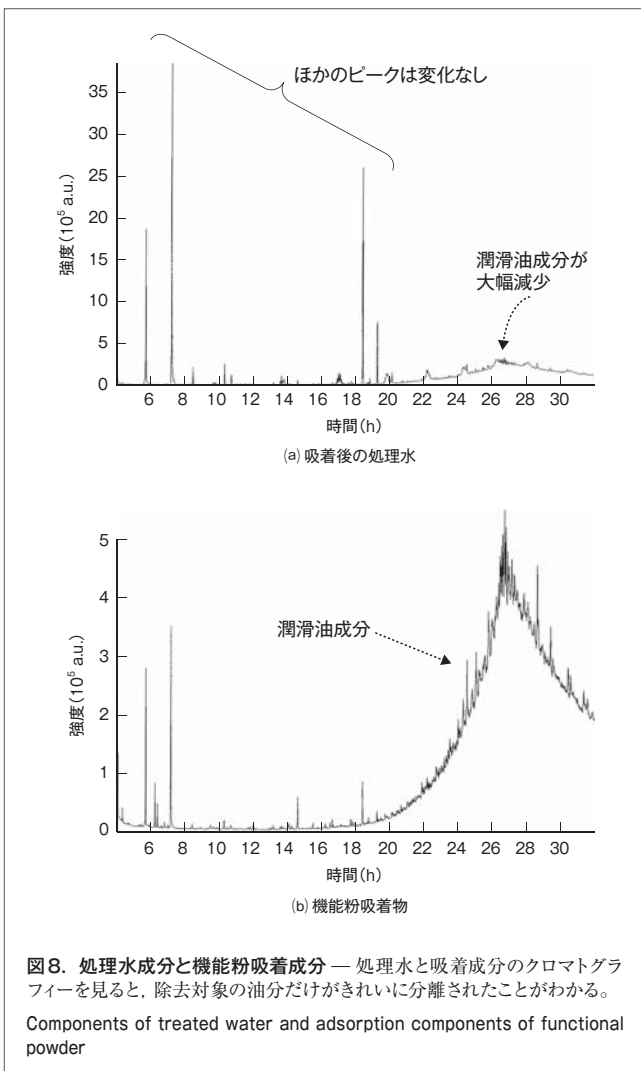 ほかのピークは変化なし
35
30
25
20
15
10
5
0
強度(10⁵ a.u.)
潤滑油成分が
大幅減少
6 8 10 12 14 16 18 20 22 24 26 28 30
時間(h)
(a) 吸着後の処理水
5
4
3
2
1
0
強度(10⁵ a.u.)
潤滑油成分
6 8 10 12 14 16 18 20 22 24 26 28 30
時間(h)
(b) 機能粉吸着物
図8. 処理水成分と機能粉吸着成分 — 処理水と吸着成分のクロマトグラ
フィーを見ると,除去対象の油分だけがきれいに分離されたことがわかる。
Components of treated water and adsorption components of functional
powder